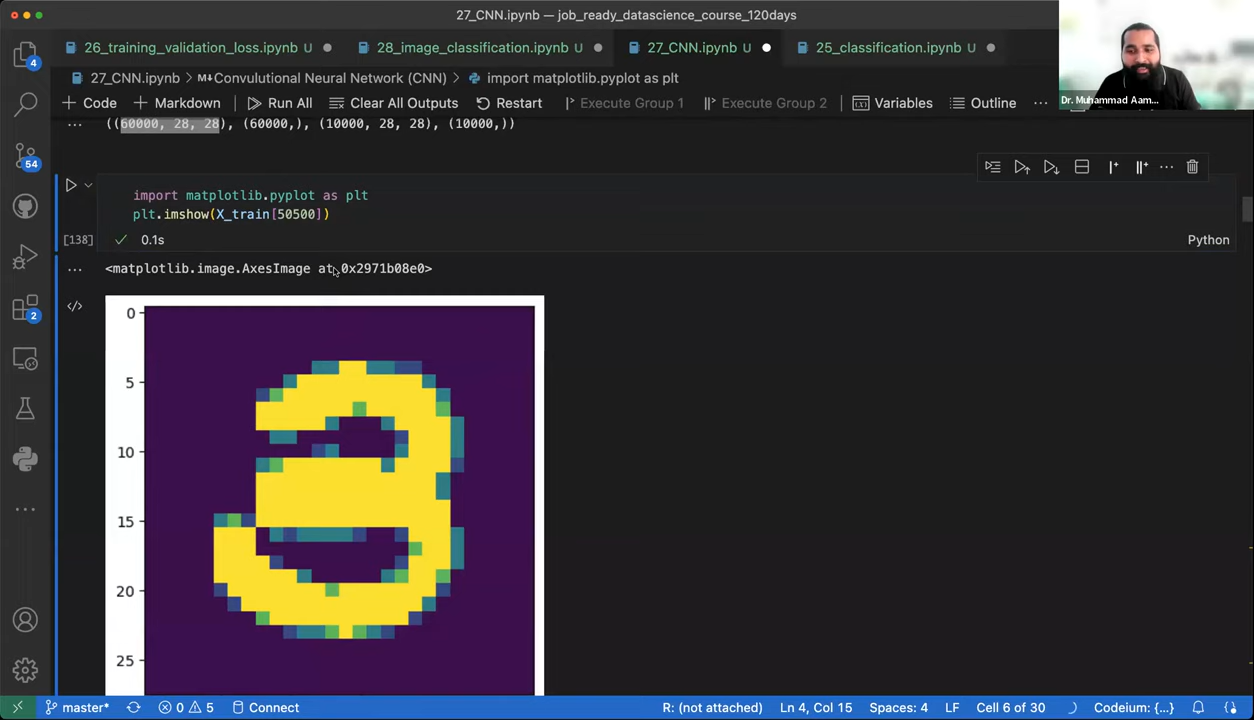 27_CNN.ipynb — job_ready_datascience_course_120days
26_training_validation_loss.ipynb U
28_image_classification.ipynb U
27_CNN.ipynb U
25_classification.ipynb U
27_CNN.ipynb > M↓Convulutional Neural Network (CNN) > import matplotlib.pyplot as plt
+ Code + Markdown Run All Clear All Outputs Restart Execute Group 1 Execute Group 2 Variables Outline ...
Dr. Muhammad Aam...
4
54
2
... ((60000, 28, 28), (60000,), (10000, 28, 28), (10000,))
import matplotlib.pyplot as plt
plt.imshow(X_train[50500])
[138] ✓ 0.1s Python
... <matplotlib.image.AxesImage at 0x2971b08e0>
0
5
10
15
20
25
master* 0 5 Connect R: (not attached) Ln 4, Col 15 Spaces: 4 LF Cell 6 of 30 Codeium: {...}